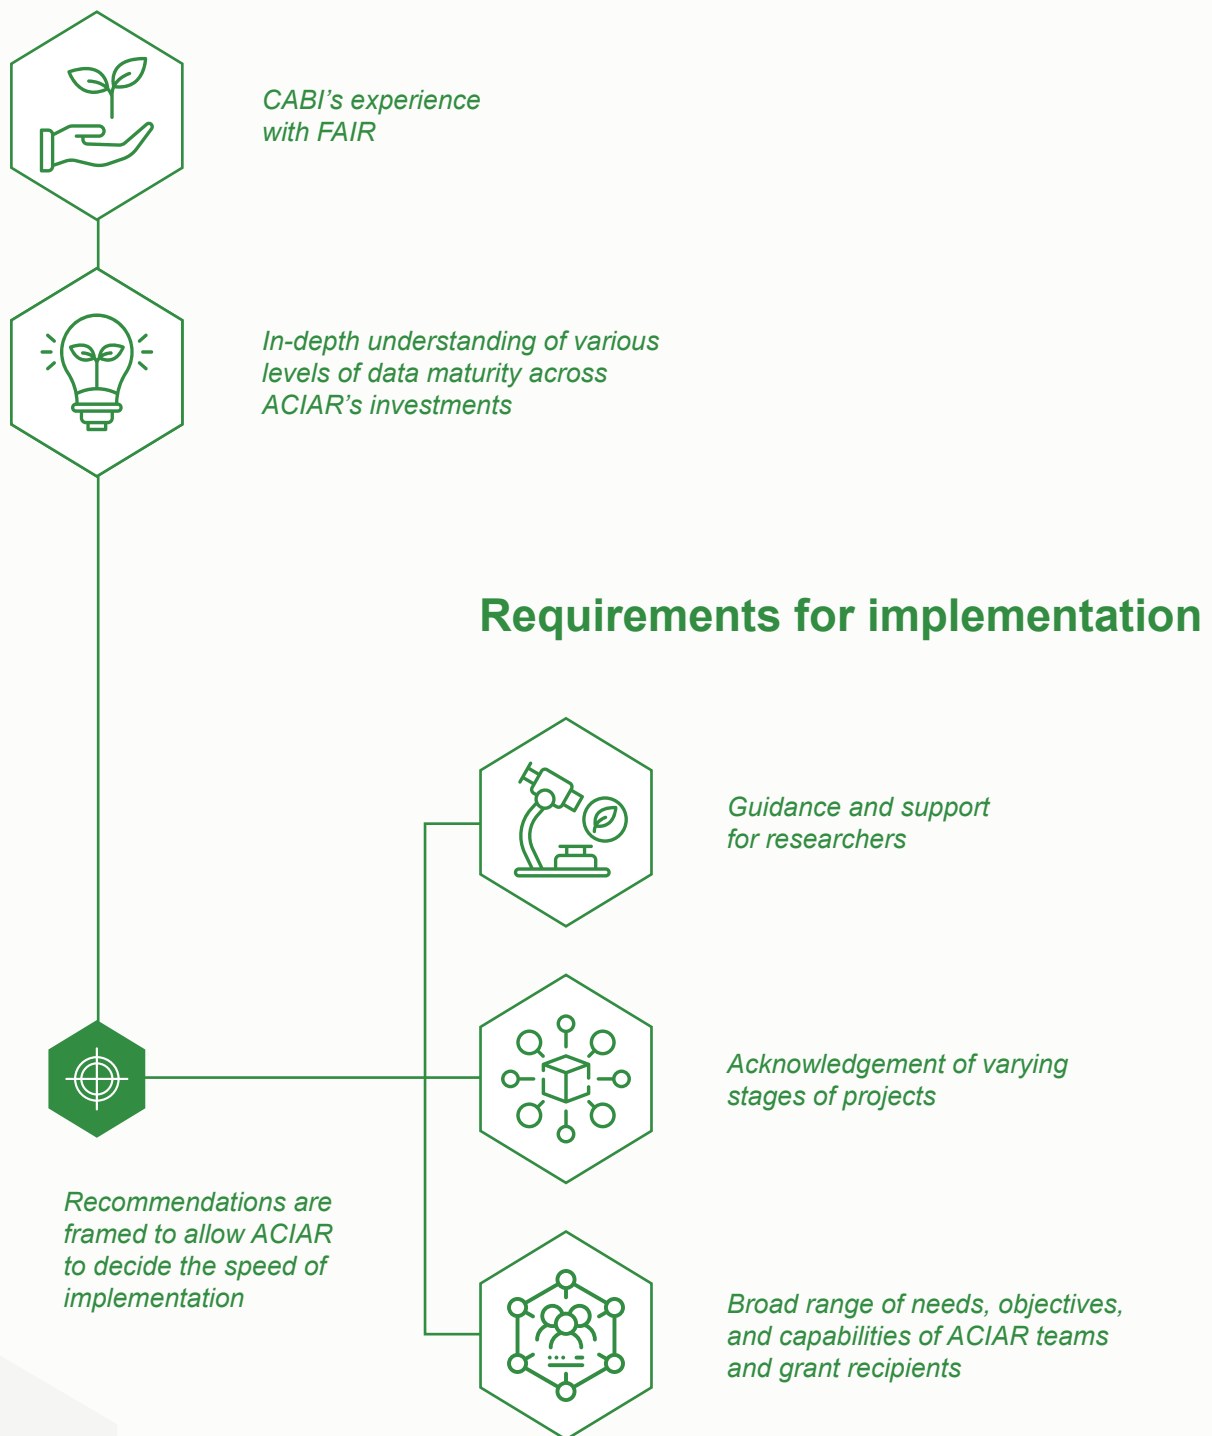 CABI's experience
with FAIR
In-depth understanding of various
levels of data maturity across
ACIAR's investments
Requirements for implementation
Guidance and support
for researchers
Acknowledgement of varying
stages of projects
Recommendations are
framed to allow ACIAR
to decide the speed of
implementation
Broad range of needs, objectives,
and capabilities of ACIAR teams
and grant recipients